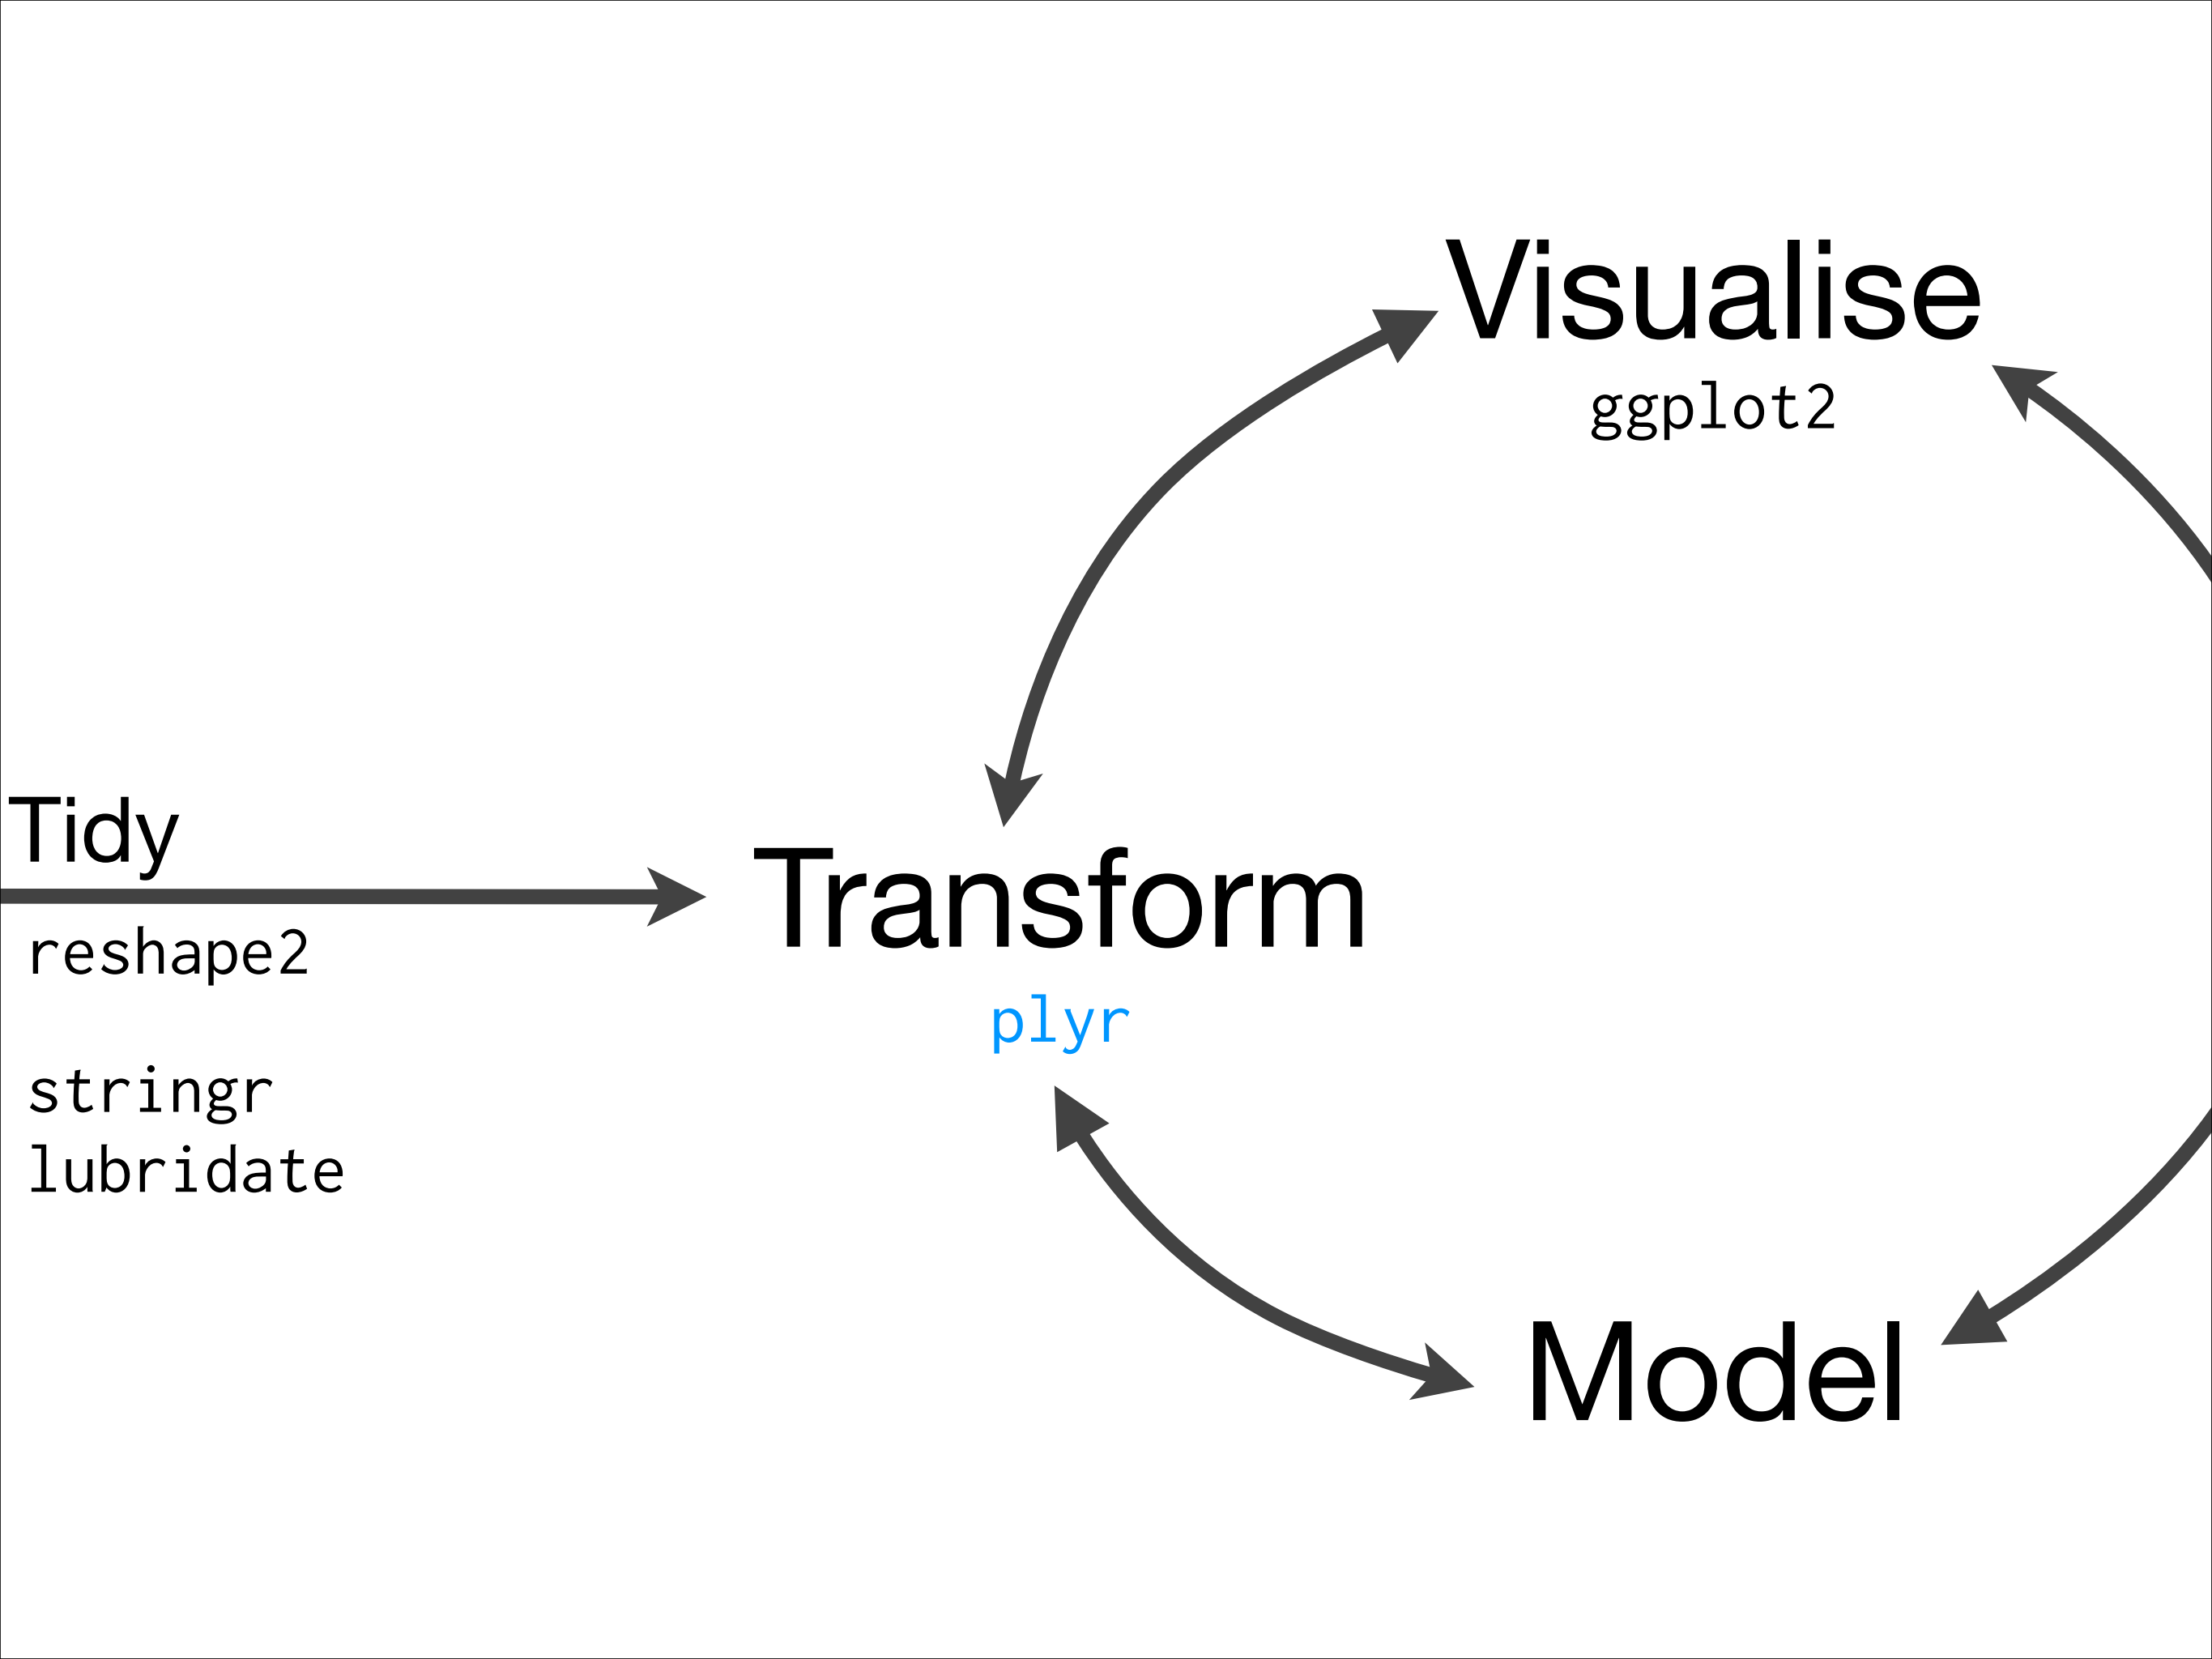 Visualise
ggplot2
Tidy
Transform
reshape2
plyr
stringr
lubridate
Model